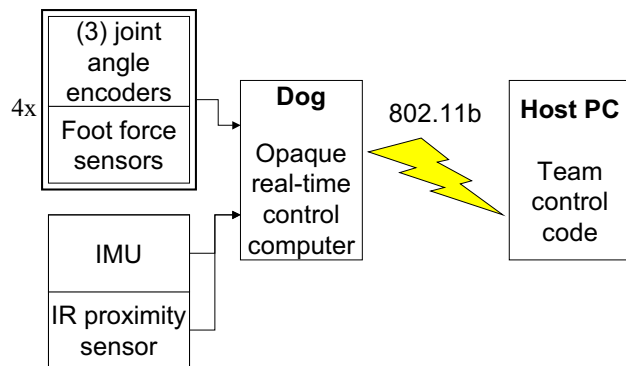 (3) joint
angle
encoders
4x
Foot force
sensors
IMU
IR proximity
sensor
Dog
Opaque
real-time
control
computer
802.11b
Host PC
Team
control
code